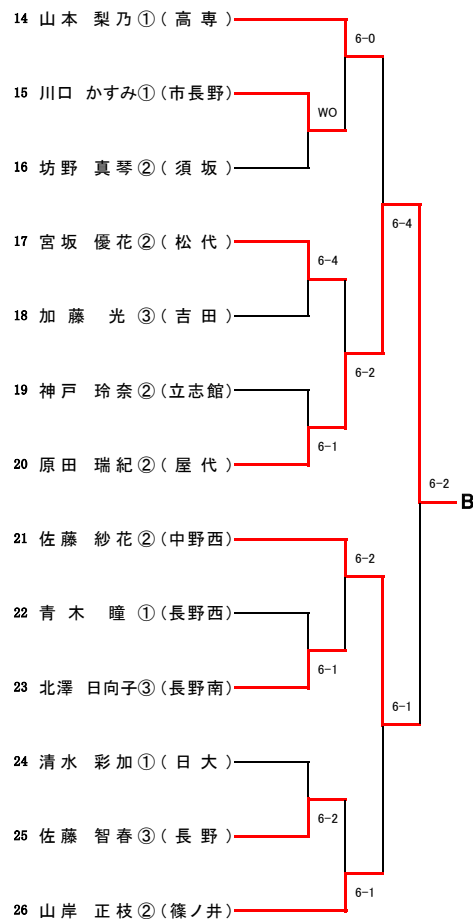 14 山本 梨乃①(高専)
6-0
15 川口 かすみ①(市長野)
WO
16 坊野 真琴②(須坂)
6-4
17 宮坂 優花②(松代)
6-4
18 加藤 光③(吉田)
6-2
19 神戸 玲奈②(立志館)
6-1
20 原田 瑞紀②(屋代)
6-2
B
21 佐藤 紗花②(中野西)
6-2
22 青木 瞳①(長野西)
6-1
23 北澤 日向子③(長野南)
6-1
24 清水 彩加①(日大)
6-2
25 佐藤 智春③(長野)
6-1
26 山岸 正枝②(篠ノ井)